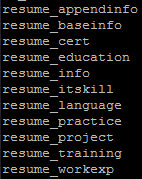 resume_appendinfo
resume_baseinfo
resume_cert
resume_education
resume_info
resume_itskill
resume_language
resume_practice
resume_project
resume_training
resume_workexp